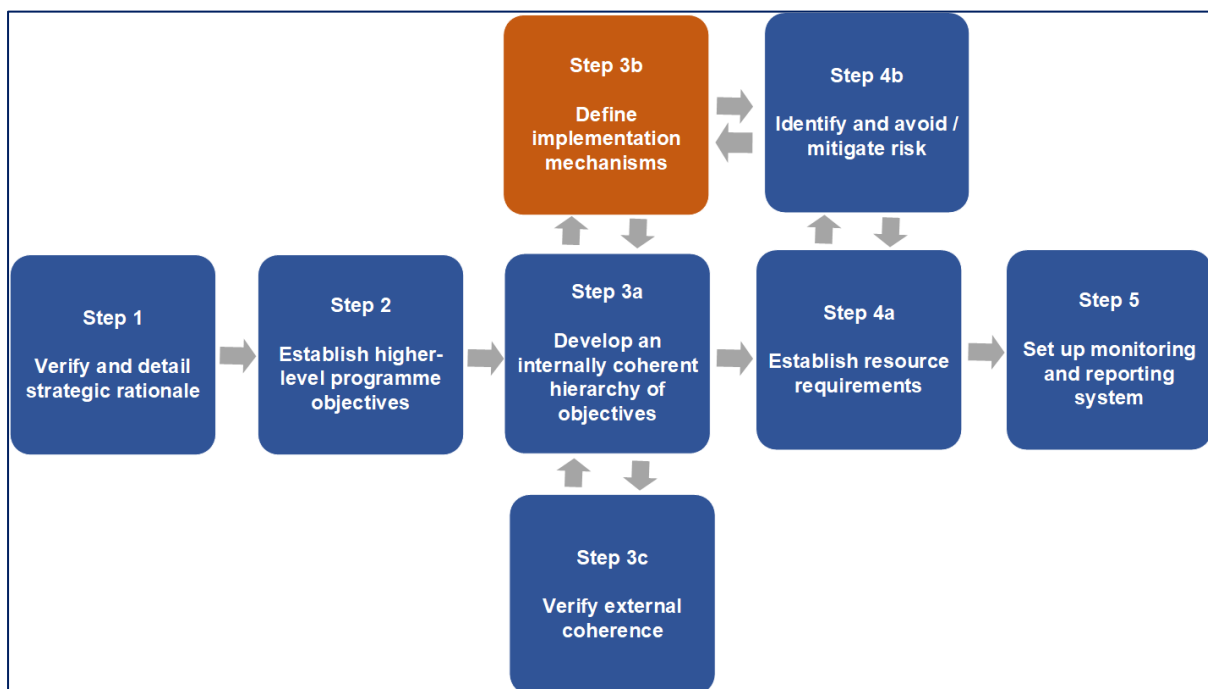 Step 3b
Define
implementation
mechanisms
Step 4b
Identify and avoid /
mitigate risk
Step 1
Verify and detail
strategic rationale
Step 2
Establish higher-
level programme
objectives
Step 3a
Develop an
internally coherent
hierarchy of
objectives
Step 4a
Establish resource
requirements
Step 5
Set up monitoring
and reporting
system
Step 3c
Verify external
coherence